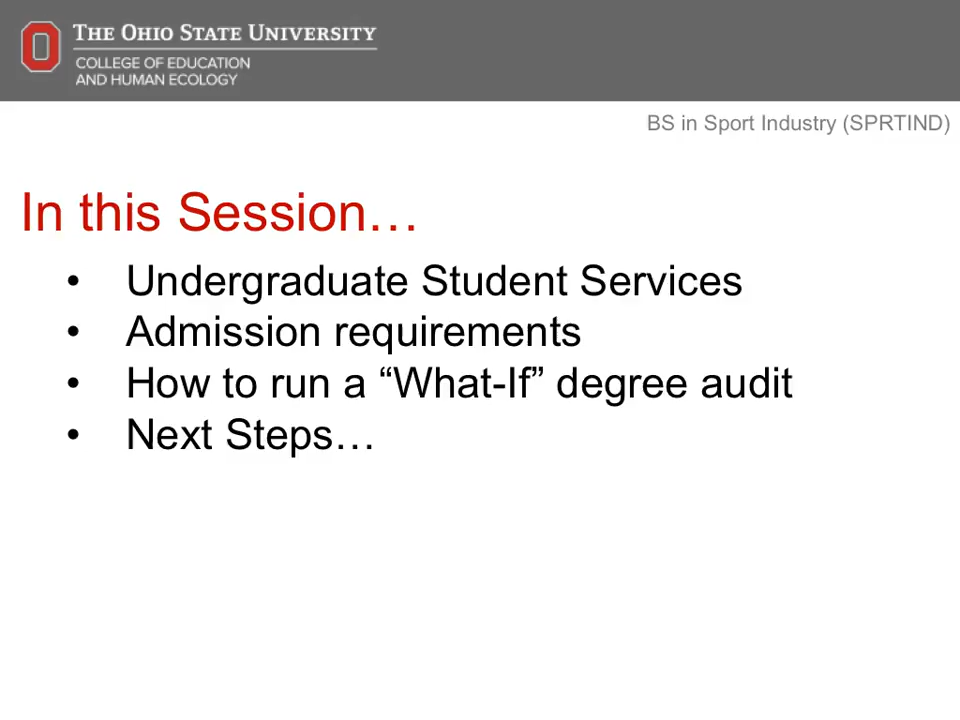 THE OHIO STATE UNIVERSITY
COLLEGE OF EDUCATION
AND HUMAN ECOLOGY
BS in Sport Industry (SPRTIND)
In this Session…
• Undergraduate Student Services
• Admission requirements
• How to run a “What-If” degree audit
• Next Steps…